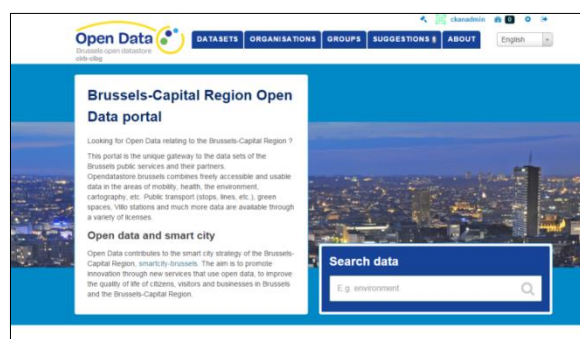 ckanadmin 0
Open Data
Brussels open datastore
cirb-cibg
DATASETS ORGANISATIONS GROUPS SUGGESTIONS § ABOUT English
Brussels-Capital Region Open
Data portal
Looking for Open Data relating to the Brussels-Capital Region ?
This portal is the unique gateway to the data sets of the
Brussels public services and their partners.
Opendatastore.brussels combines freely accessible and usable
data in the areas of mobility, health, the environment,
cartography, etc. Public transport (stops, lines, etc.), green
spaces, Villo stations and much more data are available through
a variety of licenses.
Open data and smart city
Open Data contributes to the smart city strategy of the Brussels-
Capital Region, smartcity-brussels. The aim is to promote
innovation through new services that use open data, to improve
the quality of life of citizens, visitors and businesses in Brussels
and the Brussels-Capital Region.
Search data
E.g. environment